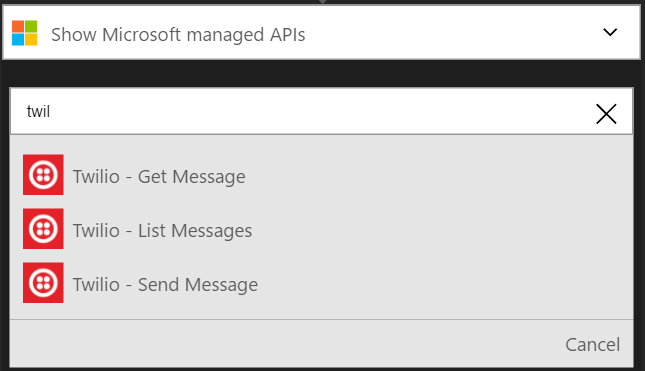 Show Microsoft managed APIs
twil
Twilio - Get Message
Twilio - List Messages
Twilio - Send Message
Cancel